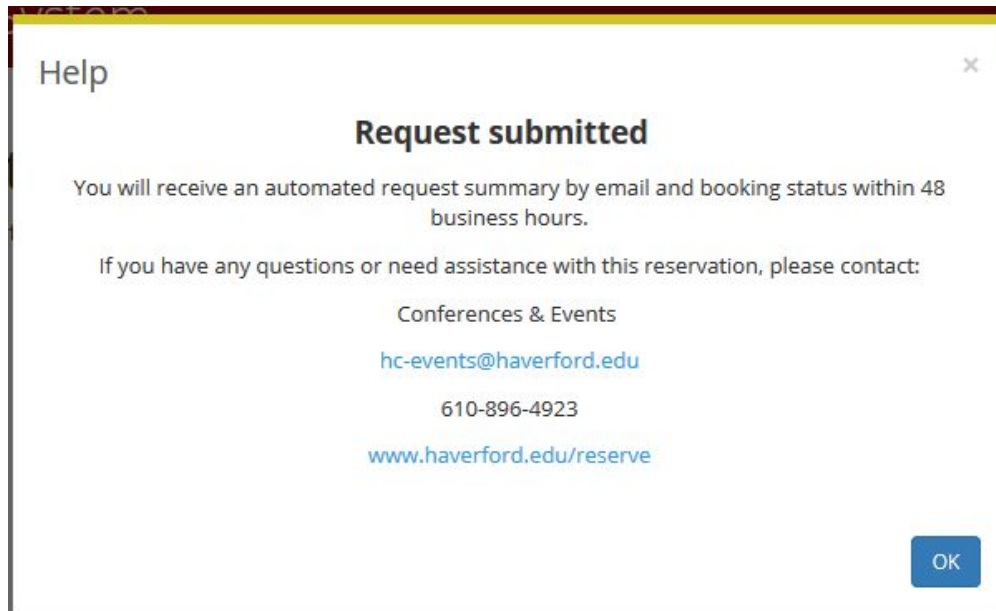 Help
×
Request submitted
You will receive an automated request summary by email and booking status within 48
business hours.
If you have any questions or need assistance with this reservation, please contact:
Conferences & Events
hc-events@haverford.edu
610-896-4923
www.haverford.edu/reserve
OK